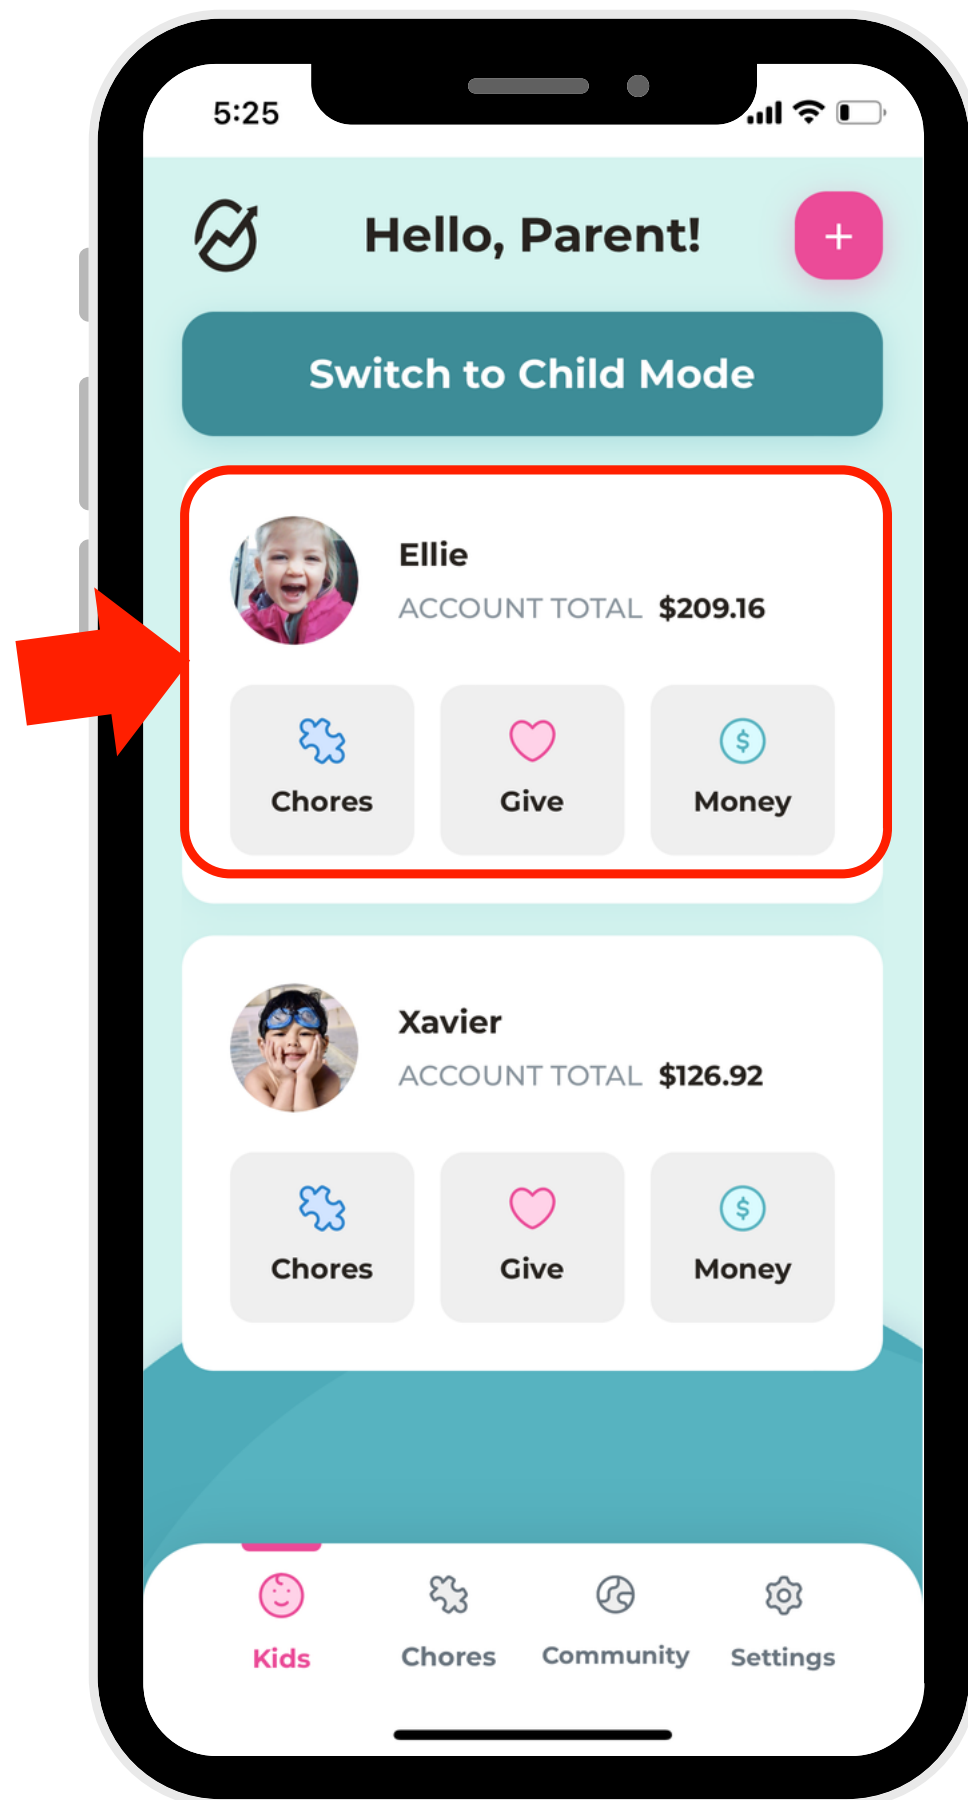 5:25
Hello, Parent!
+
Switch to Child Mode
Ellie
ACCOUNT TOTAL $209.16
Chores Give Money
Xavier
ACCOUNT TOTAL $126.92
Chores Give Money
Kids Chores Community Settings